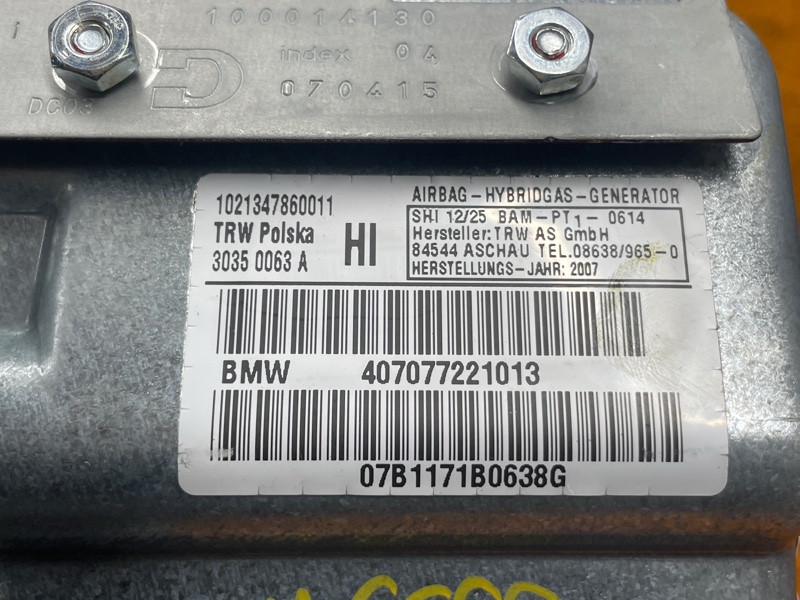 i
100014130
index 04
DC03
070415
1021347860011
TRW Polska
3035 0063 A
HI
AIRBAG-HYBRIDGAS-GENERATOR
SHI 12/25 BAM-PT1-0614
Hersteller:TRW AS GmbH
84544 ASCHAU TEL.08638/965-0
HERSTELLUNGS-JAHR: 2007
BMW 407077221013
07B1171B0638G